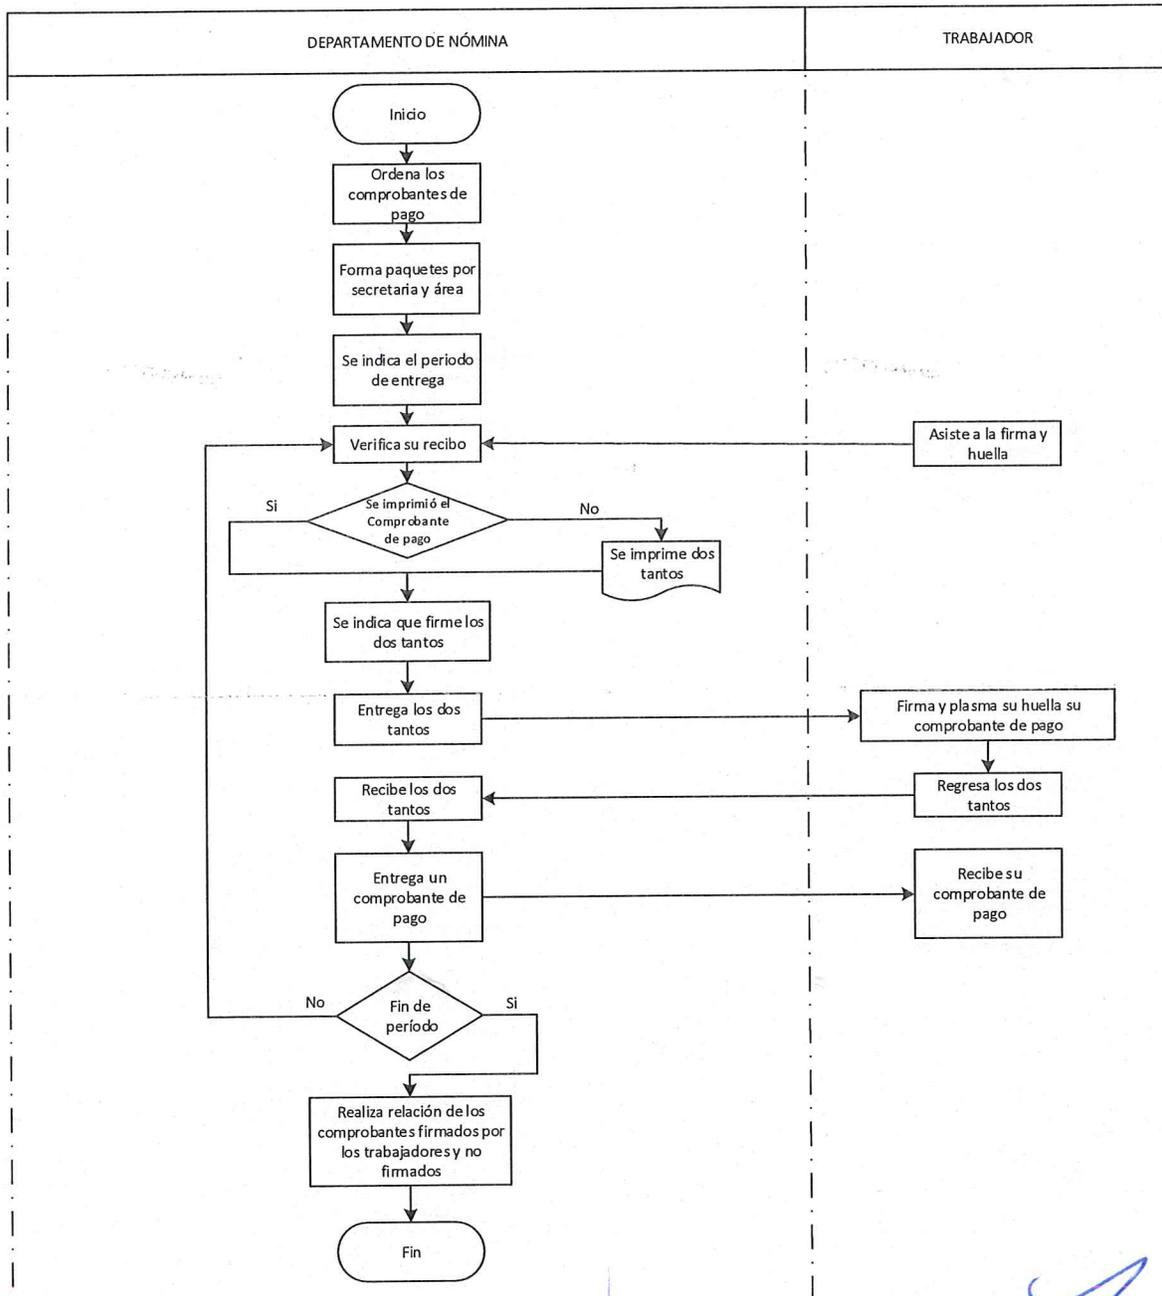 DEPARTAMENTO DE NÓMINA
TRABAJADOR
Inicio
Ordena los
comprobantes de
pago
Forma paquetes por
secretaria y área
Se indica el periodo
de entrega
Verifica su recibo
Asiste a la firma y
huella
Si
Se imprimió el
Comprobante
de pago
No
Se imprime dos
tantos
Se indica que firme los
dos tantos
Entrega los dos
tantos
Firma y plasma su huella su
comprobante de pago
Recibe los dos
tantos
Regresa los dos
tantos
Entrega un
comprobante de
pago
Recibe su
comprobante de
pago
No
Fin de
período
Si
Realiza relación de los
comprobantes firmados por
los trabajadores y no
firmados
Fin